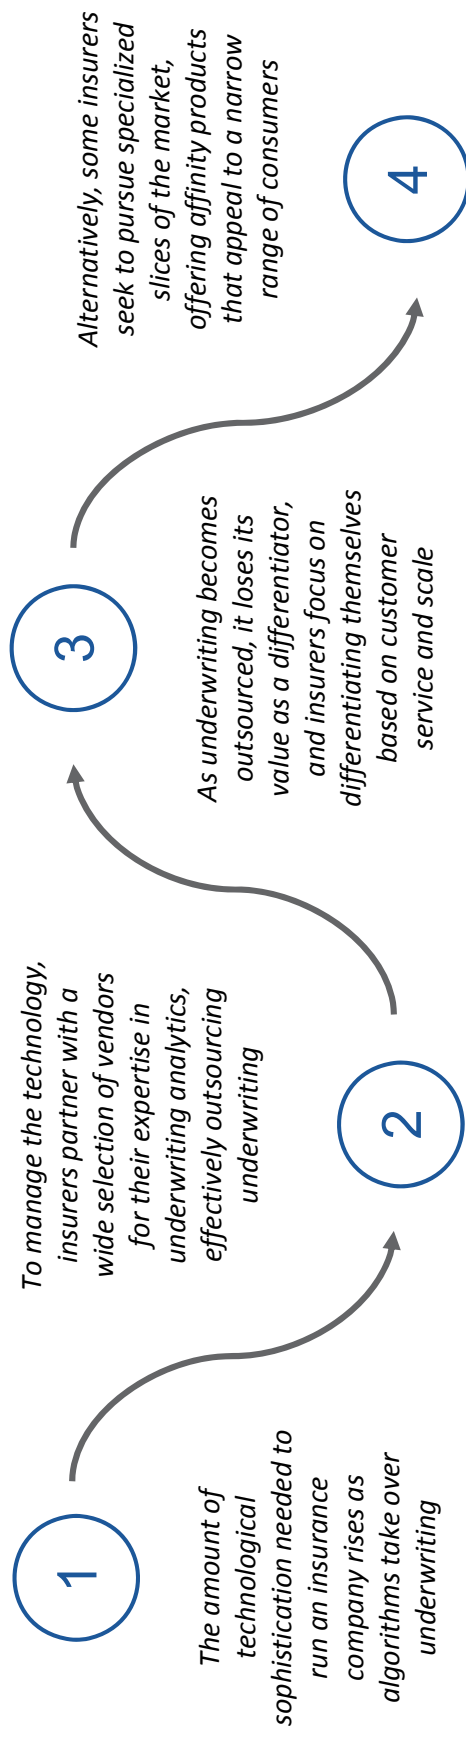 1
The amount of
technological
sophistication needed to
run an insurance
company rises as
algorithms take over
underwriting
To manage the technology,
insurers partner with a
wide selection of vendors
for their expertise in
underwriting analytics,
effectively outsourcing
underwriting
2
3
As underwriting becomes
outsourced, it loses its
value as a differentiator,
and insurers focus on
differentiating themselves
based on customer
service and scale
Alternatively, some insurers
seek to pursue specialized
slices of the market,
offering affinity products
that appeal to a narrow
range of consumers
4